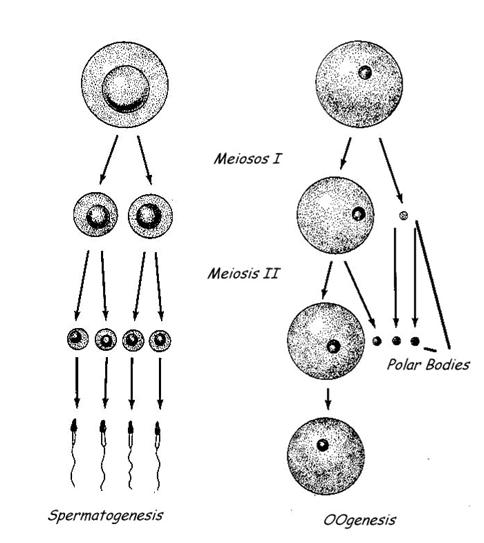 Meiosos I
Meiosis II
Polar Bodies
Spermatogenesis
OOgenesis